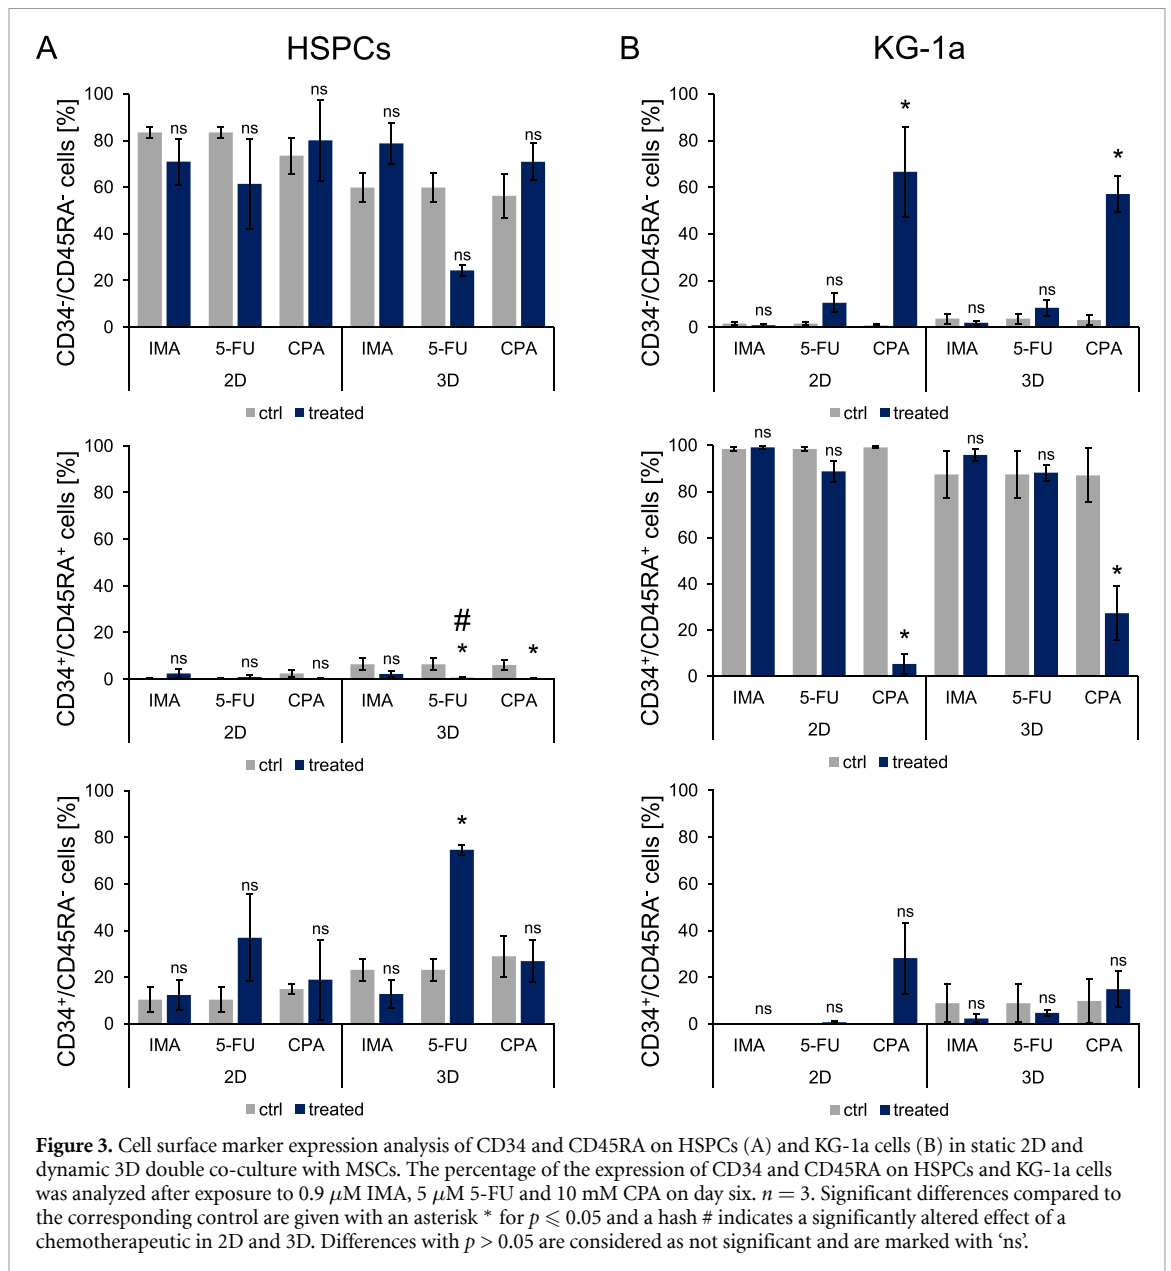 A
HSPCs
B
KG-1a
CD34-/CD45RA- cells [%]
100
80
60
40
20
0
ns
ns
ns
ns
ns
ns
IMA 5-FU CPA IMA 5-FU CPA
2D 3D
ctrl treated
CD34-/CD45RA- cells [%]
100
80
60
40
20
0
ns
ns
*
ns
ns
*
IMA 5-FU CPA IMA 5-FU CPA
2D 3D
ctrl treated
CD34+/CD45RA+ cells [%]
100
80
60
40
20
0
ns
ns
ns
ns
#
*
*
IMA 5-FU CPA IMA 5-FU CPA
2D 3D
ctrl treated
CD34+/CD45RA+ cells [%]
100
80
60
40
20
0
ns
ns
*
ns
ns
*
IMA 5-FU CPA IMA 5-FU CPA
2D 3D
ctrl treated
CD34+/CD45RA- cells [%]
100
80
60
40
20
0
ns
ns
ns
ns
*
ns
IMA 5-FU CPA IMA 5-FU CPA
2D 3D
ctrl treated
CD34+/CD45RA- cells [%]
100
80
60
40
20
0
ns
ns
ns
ns
ns
ns
IMA 5-FU CPA IMA 5-FU CPA
2D 3D
ctrl treated
Figure 3. Cell surface marker expression analysis of CD34 and CD45RA on HSPCs (A) and KG-1a cells (B) in static 2D and
dynamic 3D double co-culture with MSCs. The percentage of the expression of CD34 and CD45RA on HSPCs and KG-1a cells
was analyzed after exposure to 0.9 μM IMA, 5 μM 5-FU and 10 mM CPA on day six. n = 3. Significant differences compared to
the corresponding control are given with an asterisk * for p ⩽ 0.05 and a hash # indicates a significantly altered effect of a
chemotherapeutic in 2D and 3D. Differences with p > 0.05 are considered as not significant and are marked with ‘ns’.